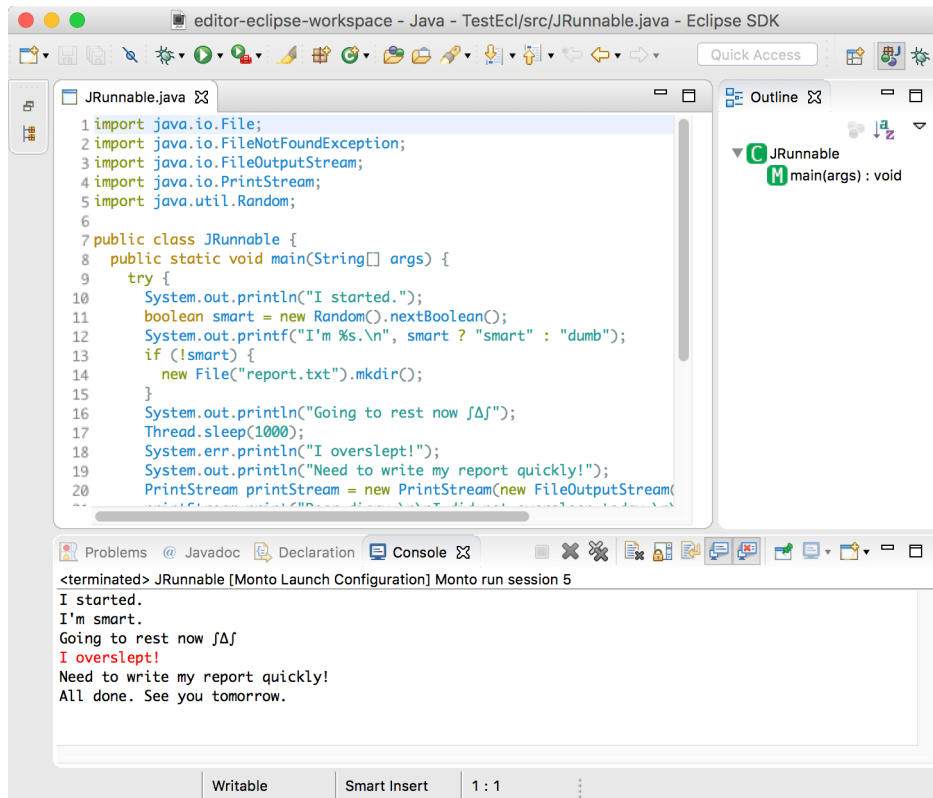 editor-eclipse-workspace - Java - TestEcl/src/JRunnable.java - Eclipse SDK
Quick Access
JRunnable.java
1 import java.io.File;
2 import java.io.FileNotFoundException;
3 import java.io.FileOutputStream;
4 import java.io.PrintStream;
5 import java.util.Random;
6
7 public class JRunnable {
8   public static void main(String[] args) {
9     try {
10       System.out.println("I started.");
11       boolean smart = new Random().nextBoolean();
12       System.out.printf("I'm %s.\n", smart ? "smart" : "dumb");
13       if (!smart) {
14         new File("report.txt").mkdir();
15       }
16       System.out.println("Going to rest now ∫∆∫");
17       Thread.sleep(1000);
18       System.err.println("I overslept!");
19       System.out.println("Need to write my report quickly!");
20       PrintStream printStream = new PrintStream(new FileOutputStream(
Outline
JRunnable
main(args) : void
Problems @ Javadoc Declaration Console
<terminated> JRunnable [Monto Launch Configuration] Monto run session 5
I started.
I'm smart.
Going to rest now ∫∆∫
I overslept!
Need to write my report quickly!
All done. See you tomorrow.
Writable Smart Insert 1 : 1